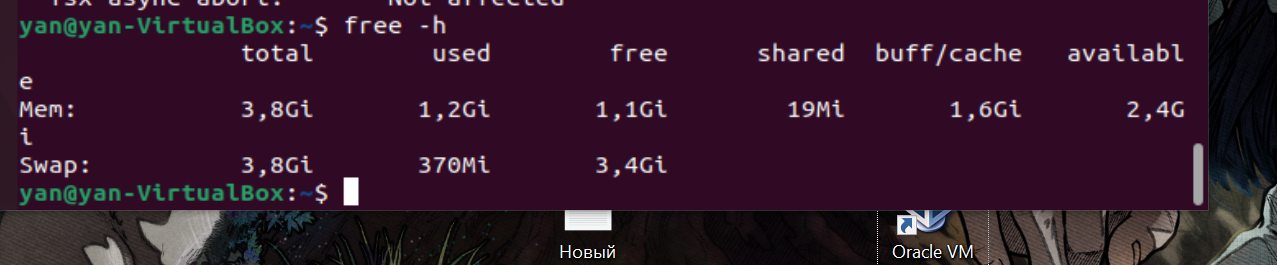 tsx async abort: Not affected
yan@yan-VirtualBox:~$ free -h
total used free shared buff/cache availabl
e
Mem: 3,8Gi 1,2Gi 1,1Gi 19Mi 1,6Gi 2,4G
i
Swap: 3,8Gi 370Mi 3,4Gi
yan@yan-VirtualBox:~$
Новый
Oracle VM